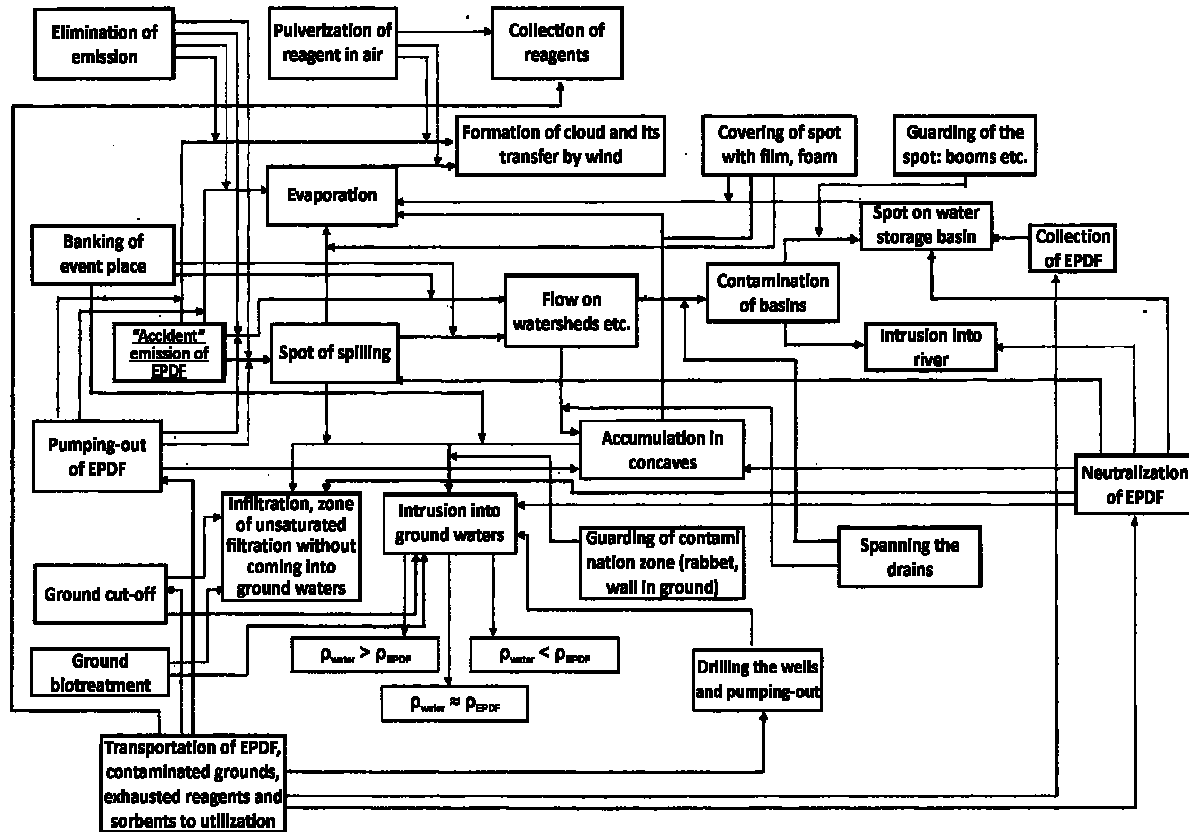 Elimination of
emission
Pulverization of
reagent in air
Collection of
reagents
Formation of cloud and its
transfer by wind
Covering of spot
with film, foam
Guarding of the
spot: booms etc.
Evaporation
Spot on water
storage basin
Collection
of EPDF
Banking of
event place
Contamination
of basins
Flow on
watersheds etc.
"Accident"
emission of
EPDF
Spot of spilling
Intrusion into
river
Pumping-out
of EPDF
Accumulation in
concaves
Neutralization
of EPDF
Infiltration, zone
of unsaturated
filtration without
coming into
ground waters
Intrusion into
ground waters
Guarding of contami
nation zone (rabbet,
wall in ground)
Spanning the
drains
Ground cut-off
ρwater > ρEPDF
ρwater < ρEPDF
Ground
biotreatment
Drilling the wells
and pumping-out
ρwater ≈ ρEPDF
Transportation of EPDF,
contaminated grounds,
exhausted reagents and
sorbents to utilization